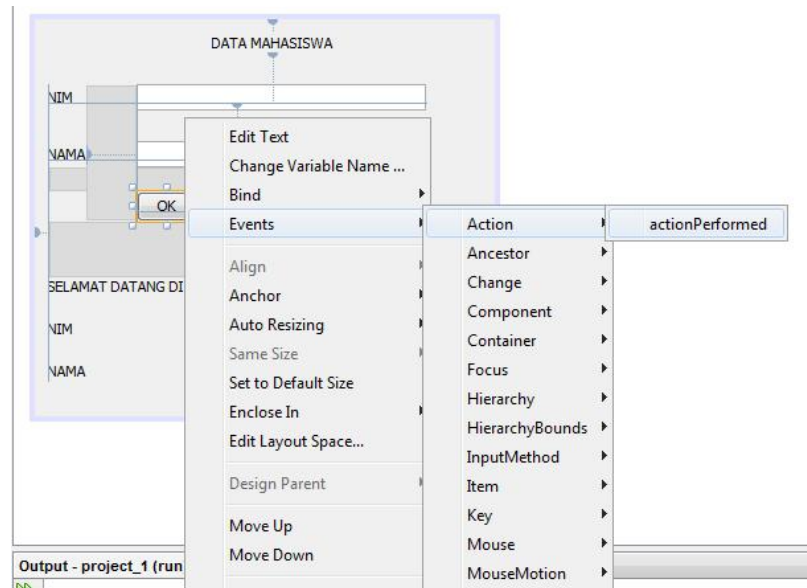 DATA MAHASISWA
NIM
NAMA
OK
SELAMAT DATANG DI
NIM
NAMA
Edit Text
Change Variable Name ...
Bind
Events
Align
Anchor
Auto Resizing
Same Size
Set to Default Size
Enclose In
Edit Layout Space...
Design Parent
Move Up
Move Down
Action
Ancestor
Change
Component
Container
Focus
Hierarchy
HierarchyBounds
InputMethod
Item
Key
Mouse
MouseMotion
actionPerformed
Output - project_1 (run